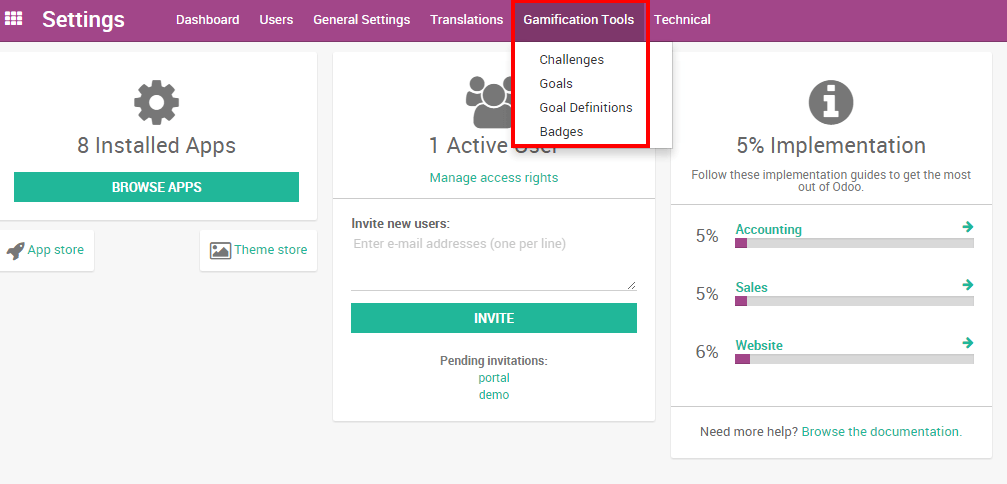 Settings
Dashboard Users General Settings Translations Gamification Tools Technical
Challenges
Goals
Goal Definitions
Badges
8 Installed Apps
BROWSE APPS
App store
Theme store
1 Active User
Manage access rights
Invite new users:
Enter e-mail addresses (one per line)
INVITE
Pending invitations:
portal
demo
5% Implementation
Follow these implementation guides to get the most
out of Odoo.
5% Accounting
5% Sales
6% Website
Need more help? Browse the documentation.